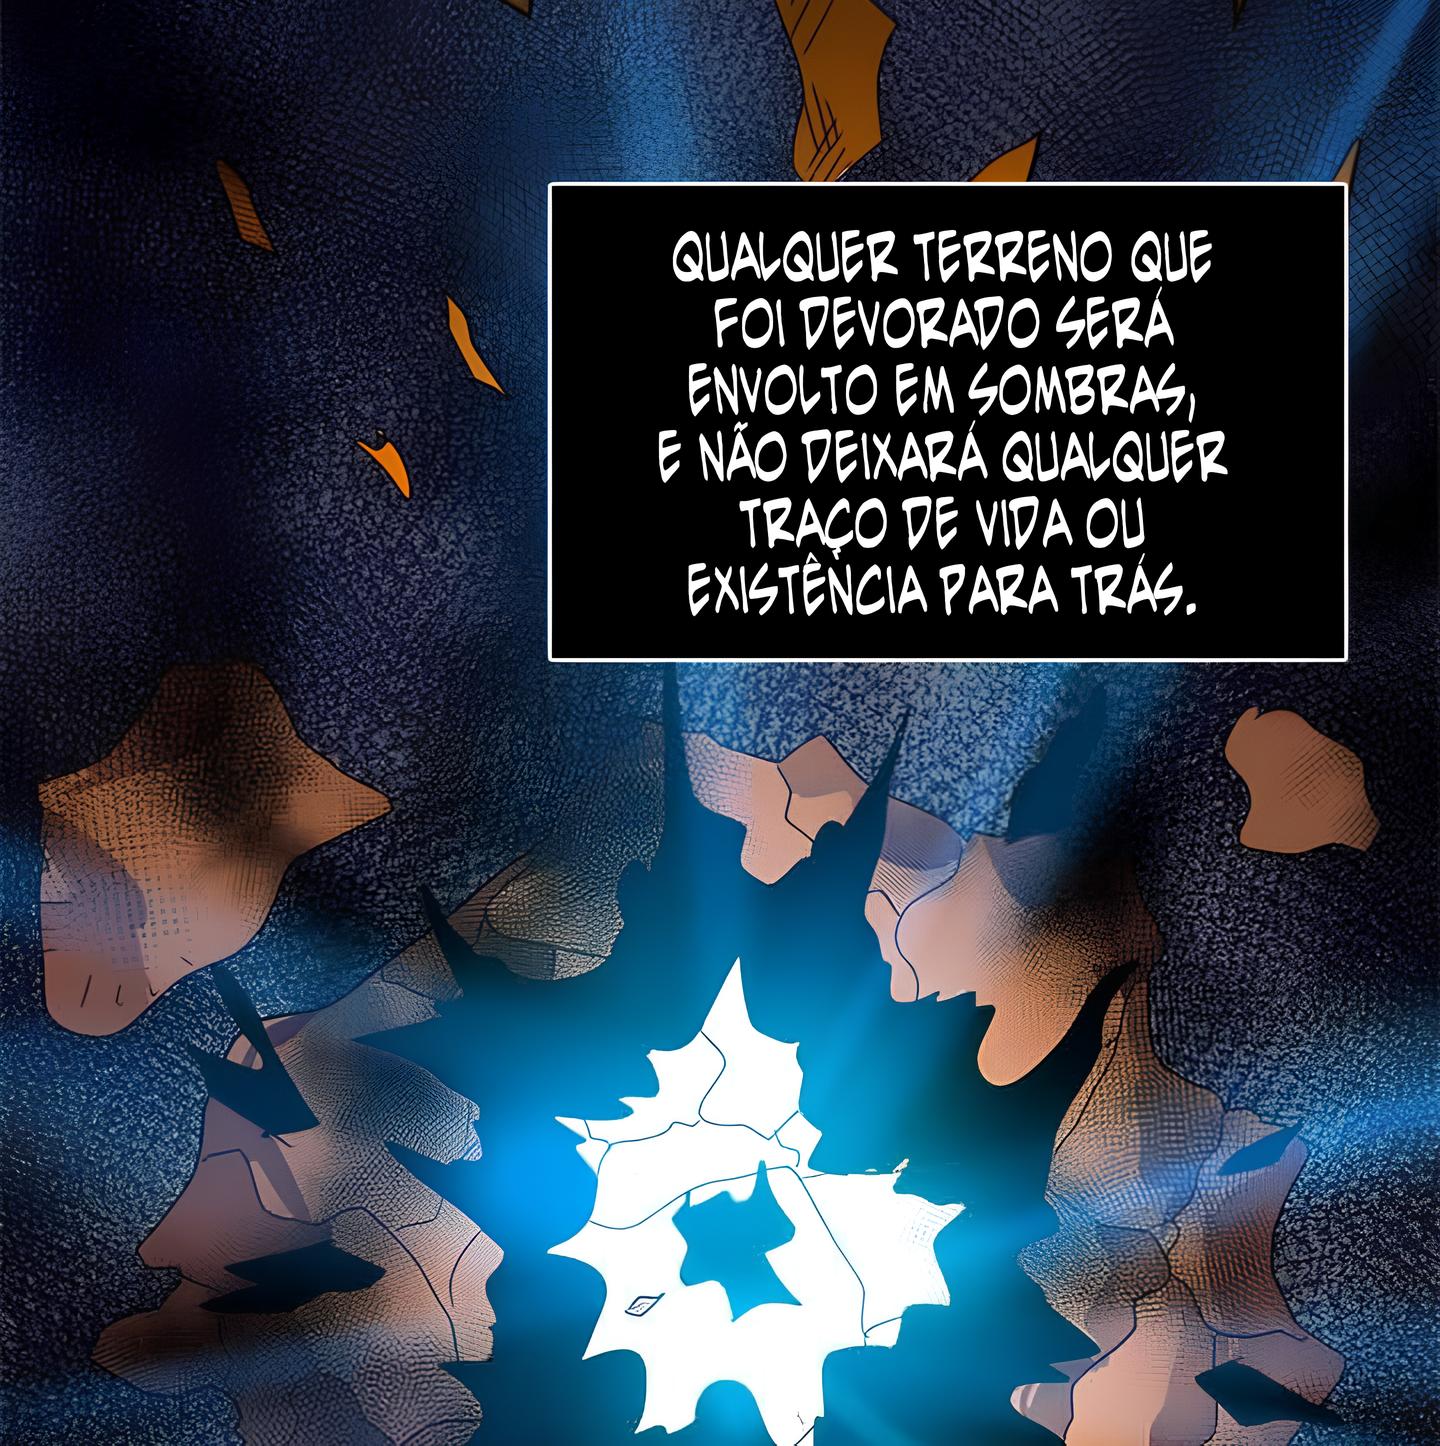 QUALQUER TERRENO QUE
FOI DEVORADO SERÁ
ENVOLTO EM SOMBRAS,
E NÃO DEIXARÁ QUALQUER
TRAÇO DE VIDA OU
EXISTÊNCIA PARA TRÁS.